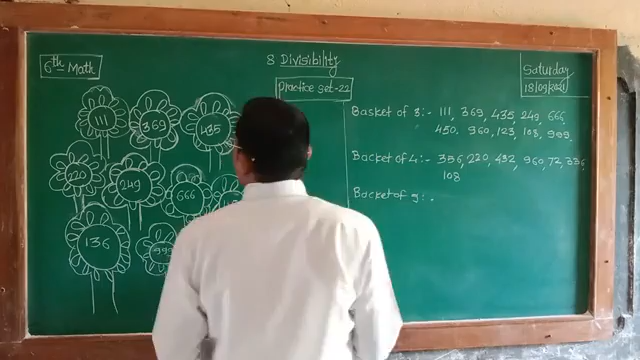 6th Math
8 Divisibility
Practice set-22
Saturday
18/09/2021
111
369
435
220
249
666
136
999
Basket of 3:- 111, 369, 435, 249, 666
450, 960, 123, 108, 909
Backet of 4:- 356, 220, 432, 960, 72, 336
108
Backet of 9:- .